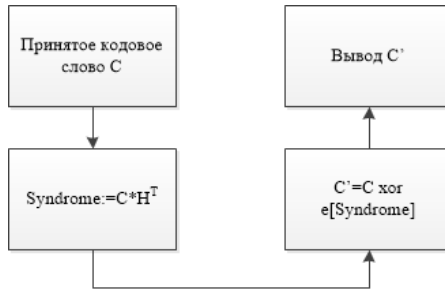 Принятое кодовое
слово С
Syndrome:=C*H^T
C’=C xor
e[Syndrome]
Вывод C’